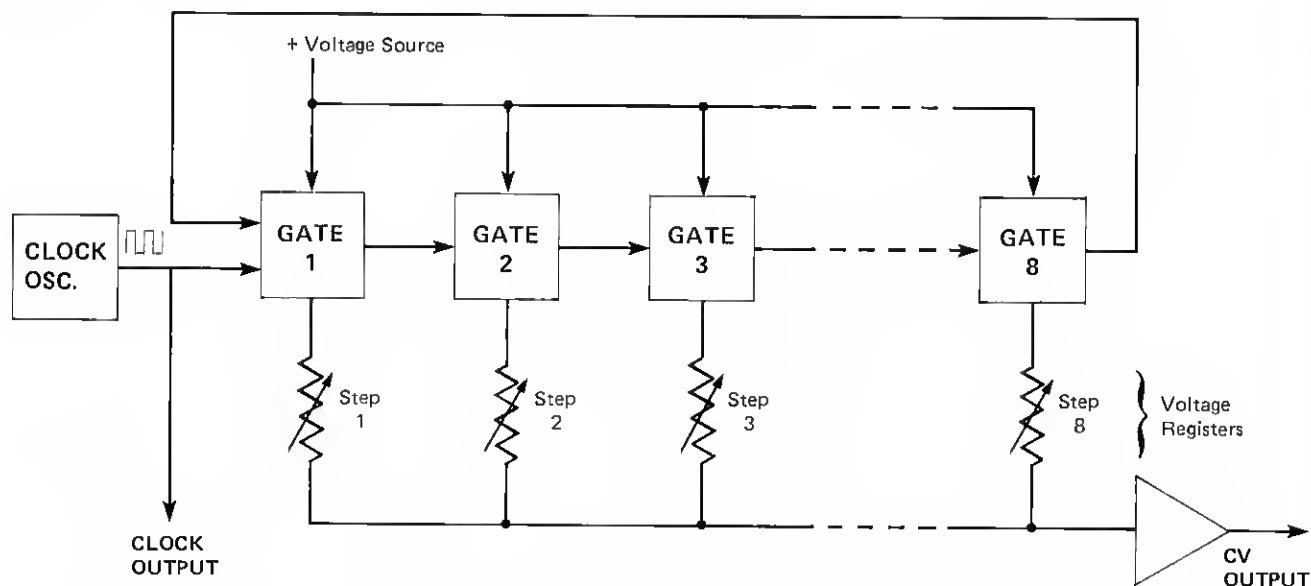 + Voltage Source
CLOCK
OSC.
GATE
1
GATE
2
GATE
3
GATE
8
Step
1
Step
2
Step
3
Step
8
Voltage
Registers
CLOCK
OUTPUT
CV
OUTPUT